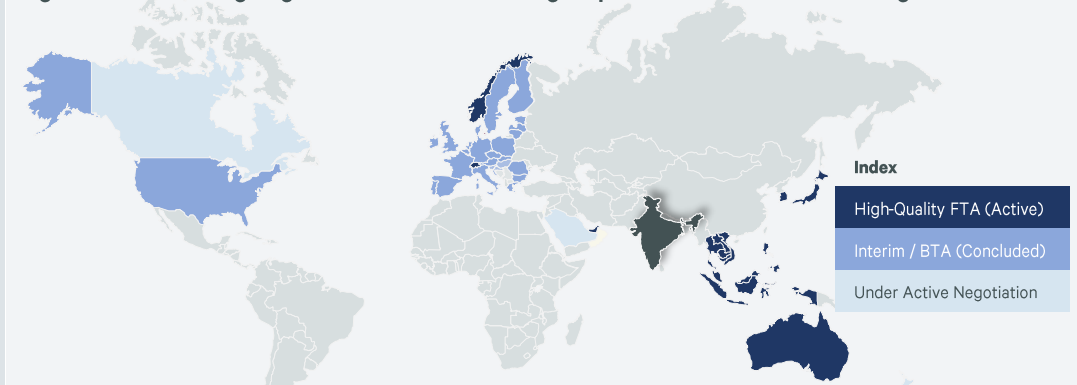 Index
High-Quality FTA (Active)
Interim / BTA (Concluded)
Under Active Negotiation